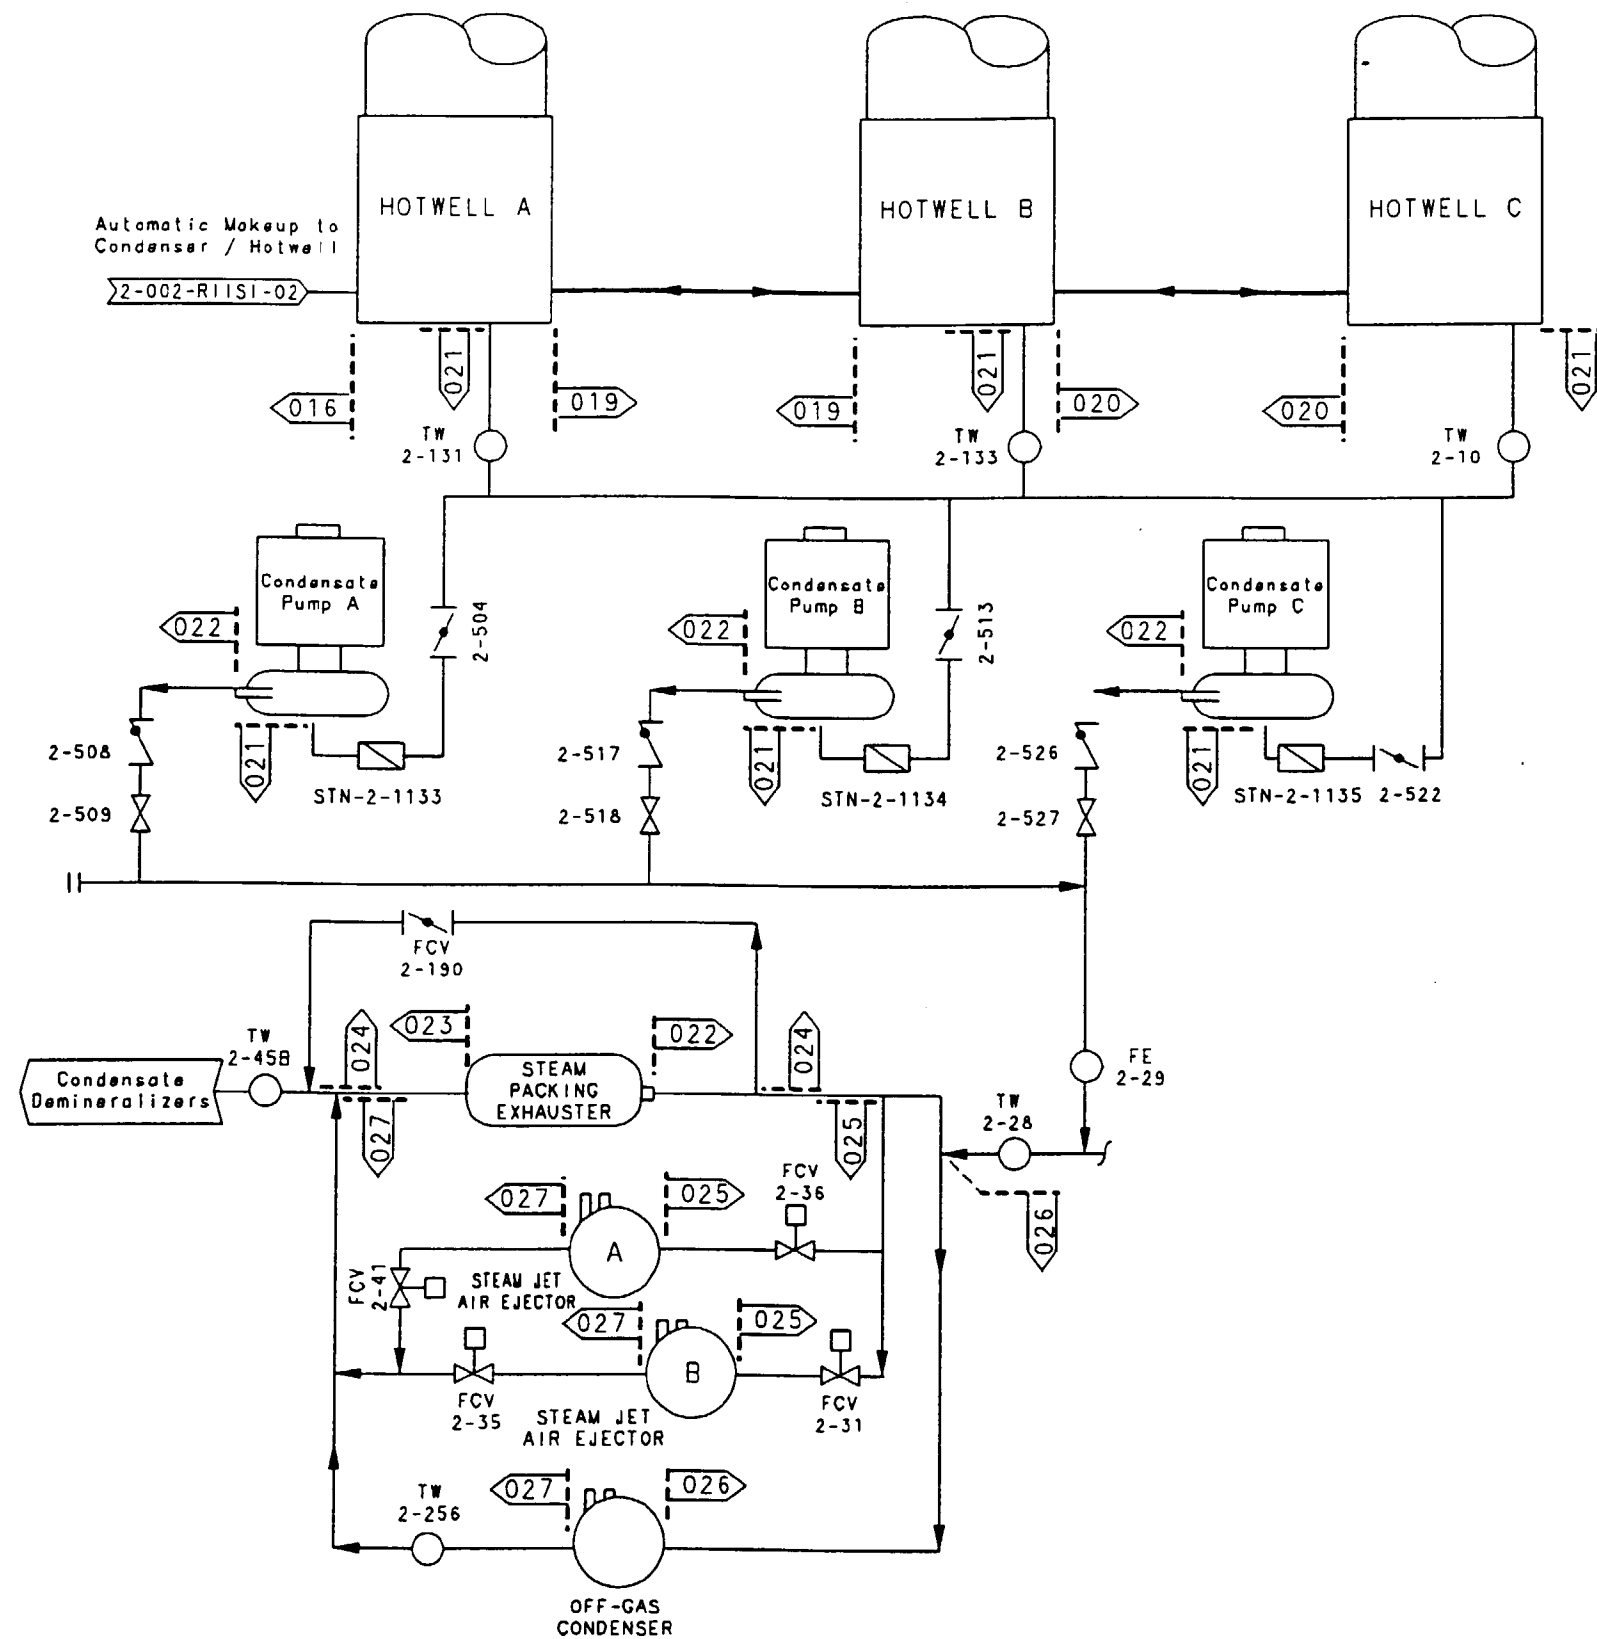 HOTWELL A
HOTWELL B
HOTWELL C
Automatic Makeup to
Condenser / Hotwell
2-002-R11S1-02
021
021
021
016
019
019
020
020
TW
2-131
TW
2-133
TW
2-10
Condensate
Pump A
Condensate
Pump B
Condensate
Pump C
022
2-504
022
2-513
022
2-508
021
2-517
021
2-526
021
STN-2-1133
STN-2-1134
STN-2-1135
2-522
2-509
2-518
2-527
FCV
2-190
023
022
024
024
TW
2-45B
STEAM
PACKING
EXHAUSTER
FE
2-29
Condensate
Demineralizers
027
025
TW
2-28
FCV
2-36
027
025
026
A
FCV
2-41
STEAM JET
AIR EJECTOR
027
025
B
FCV
2-35
FCV
2-31
STEAM JET
AIR EJECTOR
027
026
TW
2-256
OFF-GAS
CONDENSER